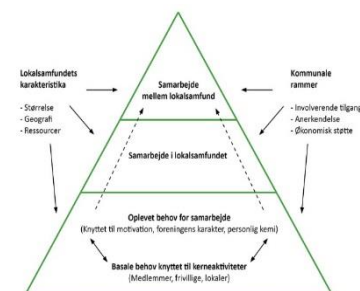 Lokalsamfundets
karakteristika
- Størrelse
- Geografi
- Ressourcer
Samarbejde
mellem lokalsamfund
Kommunale
rammer
- Involverende tilgang
- Anerkendelse
- Økonomisk støtte
Samarbejde i lokalsamfundet
Oplevet behov for samarbejde
(Knyttet til motivation, foreningens karakter, personlig kemi)
Basale behov knyttet til kerneaktiviteter
(Medlemmer, frivillige, lokaler)